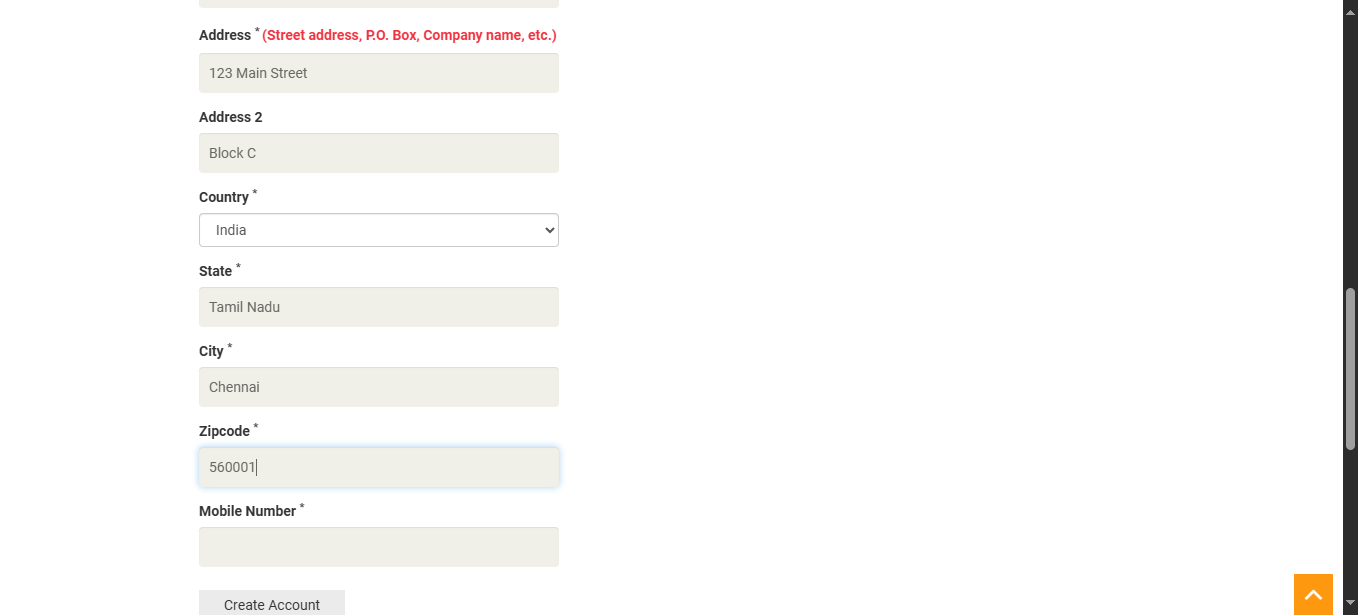 Address * (Street address, P.O. Box, Company name, etc.)
123 Main Street
Address 2
Block C
Country *
India
State *
Tamil Nadu
City *
Chennai
Zipcode *
560001
Mobile Number *
Create Account